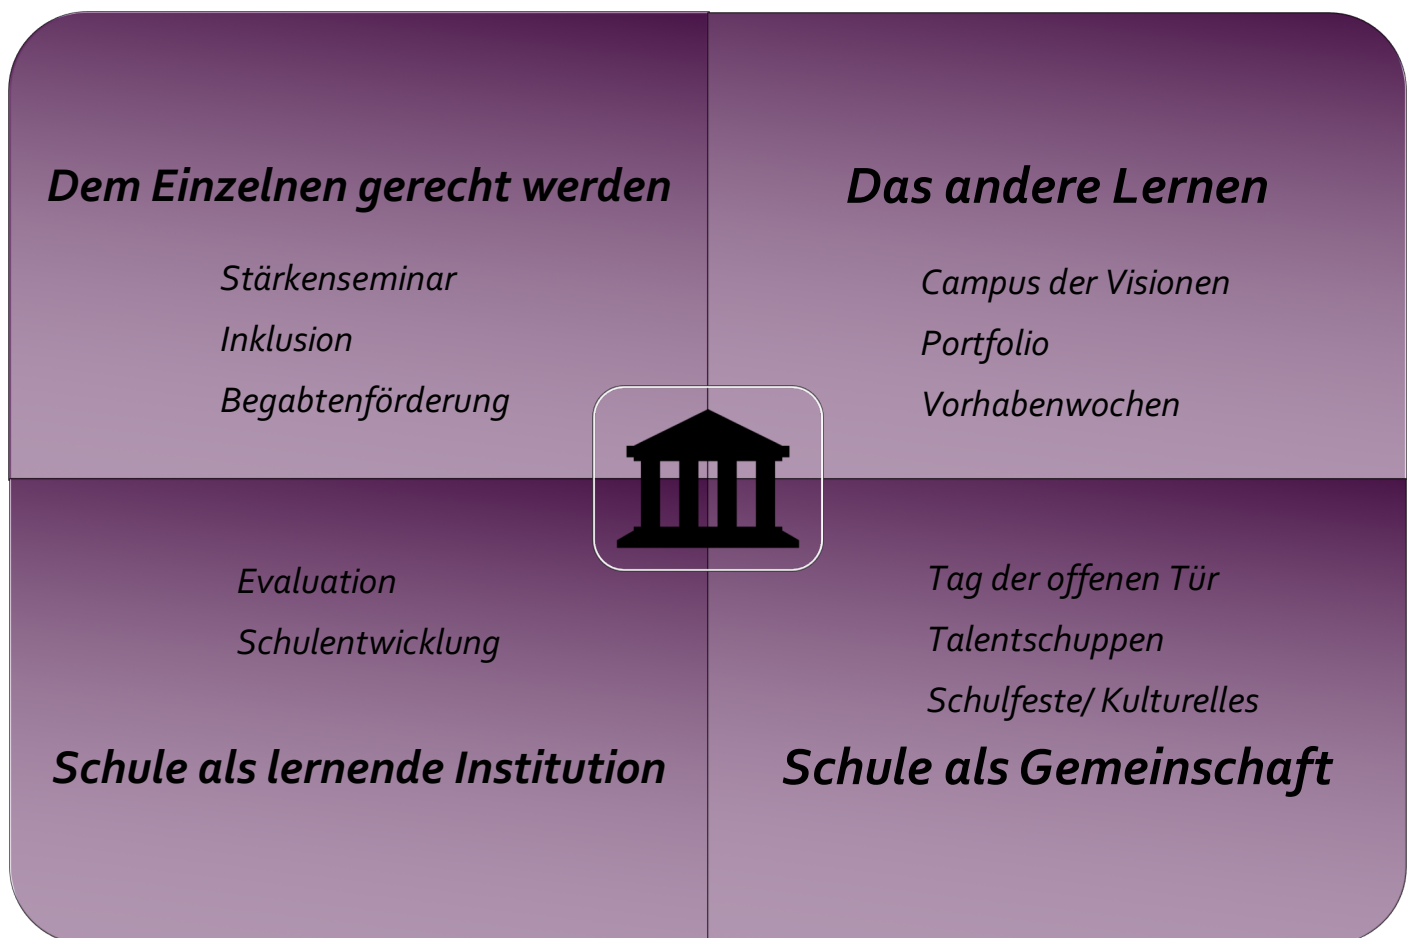 Dem Einzelnen gerecht werden
Stärkenseminar
Inklusion
Begabtenförderung
Das andere Lernen
Campus der Visionen
Portfolio
Vorhabenwochen
Evaluation
Schulentwicklung
Schule als lernende Institution
Tag der offenen Tür
Talentschuppen
Schulfeste/ Kulturelles
Schule als Gemeinschaft